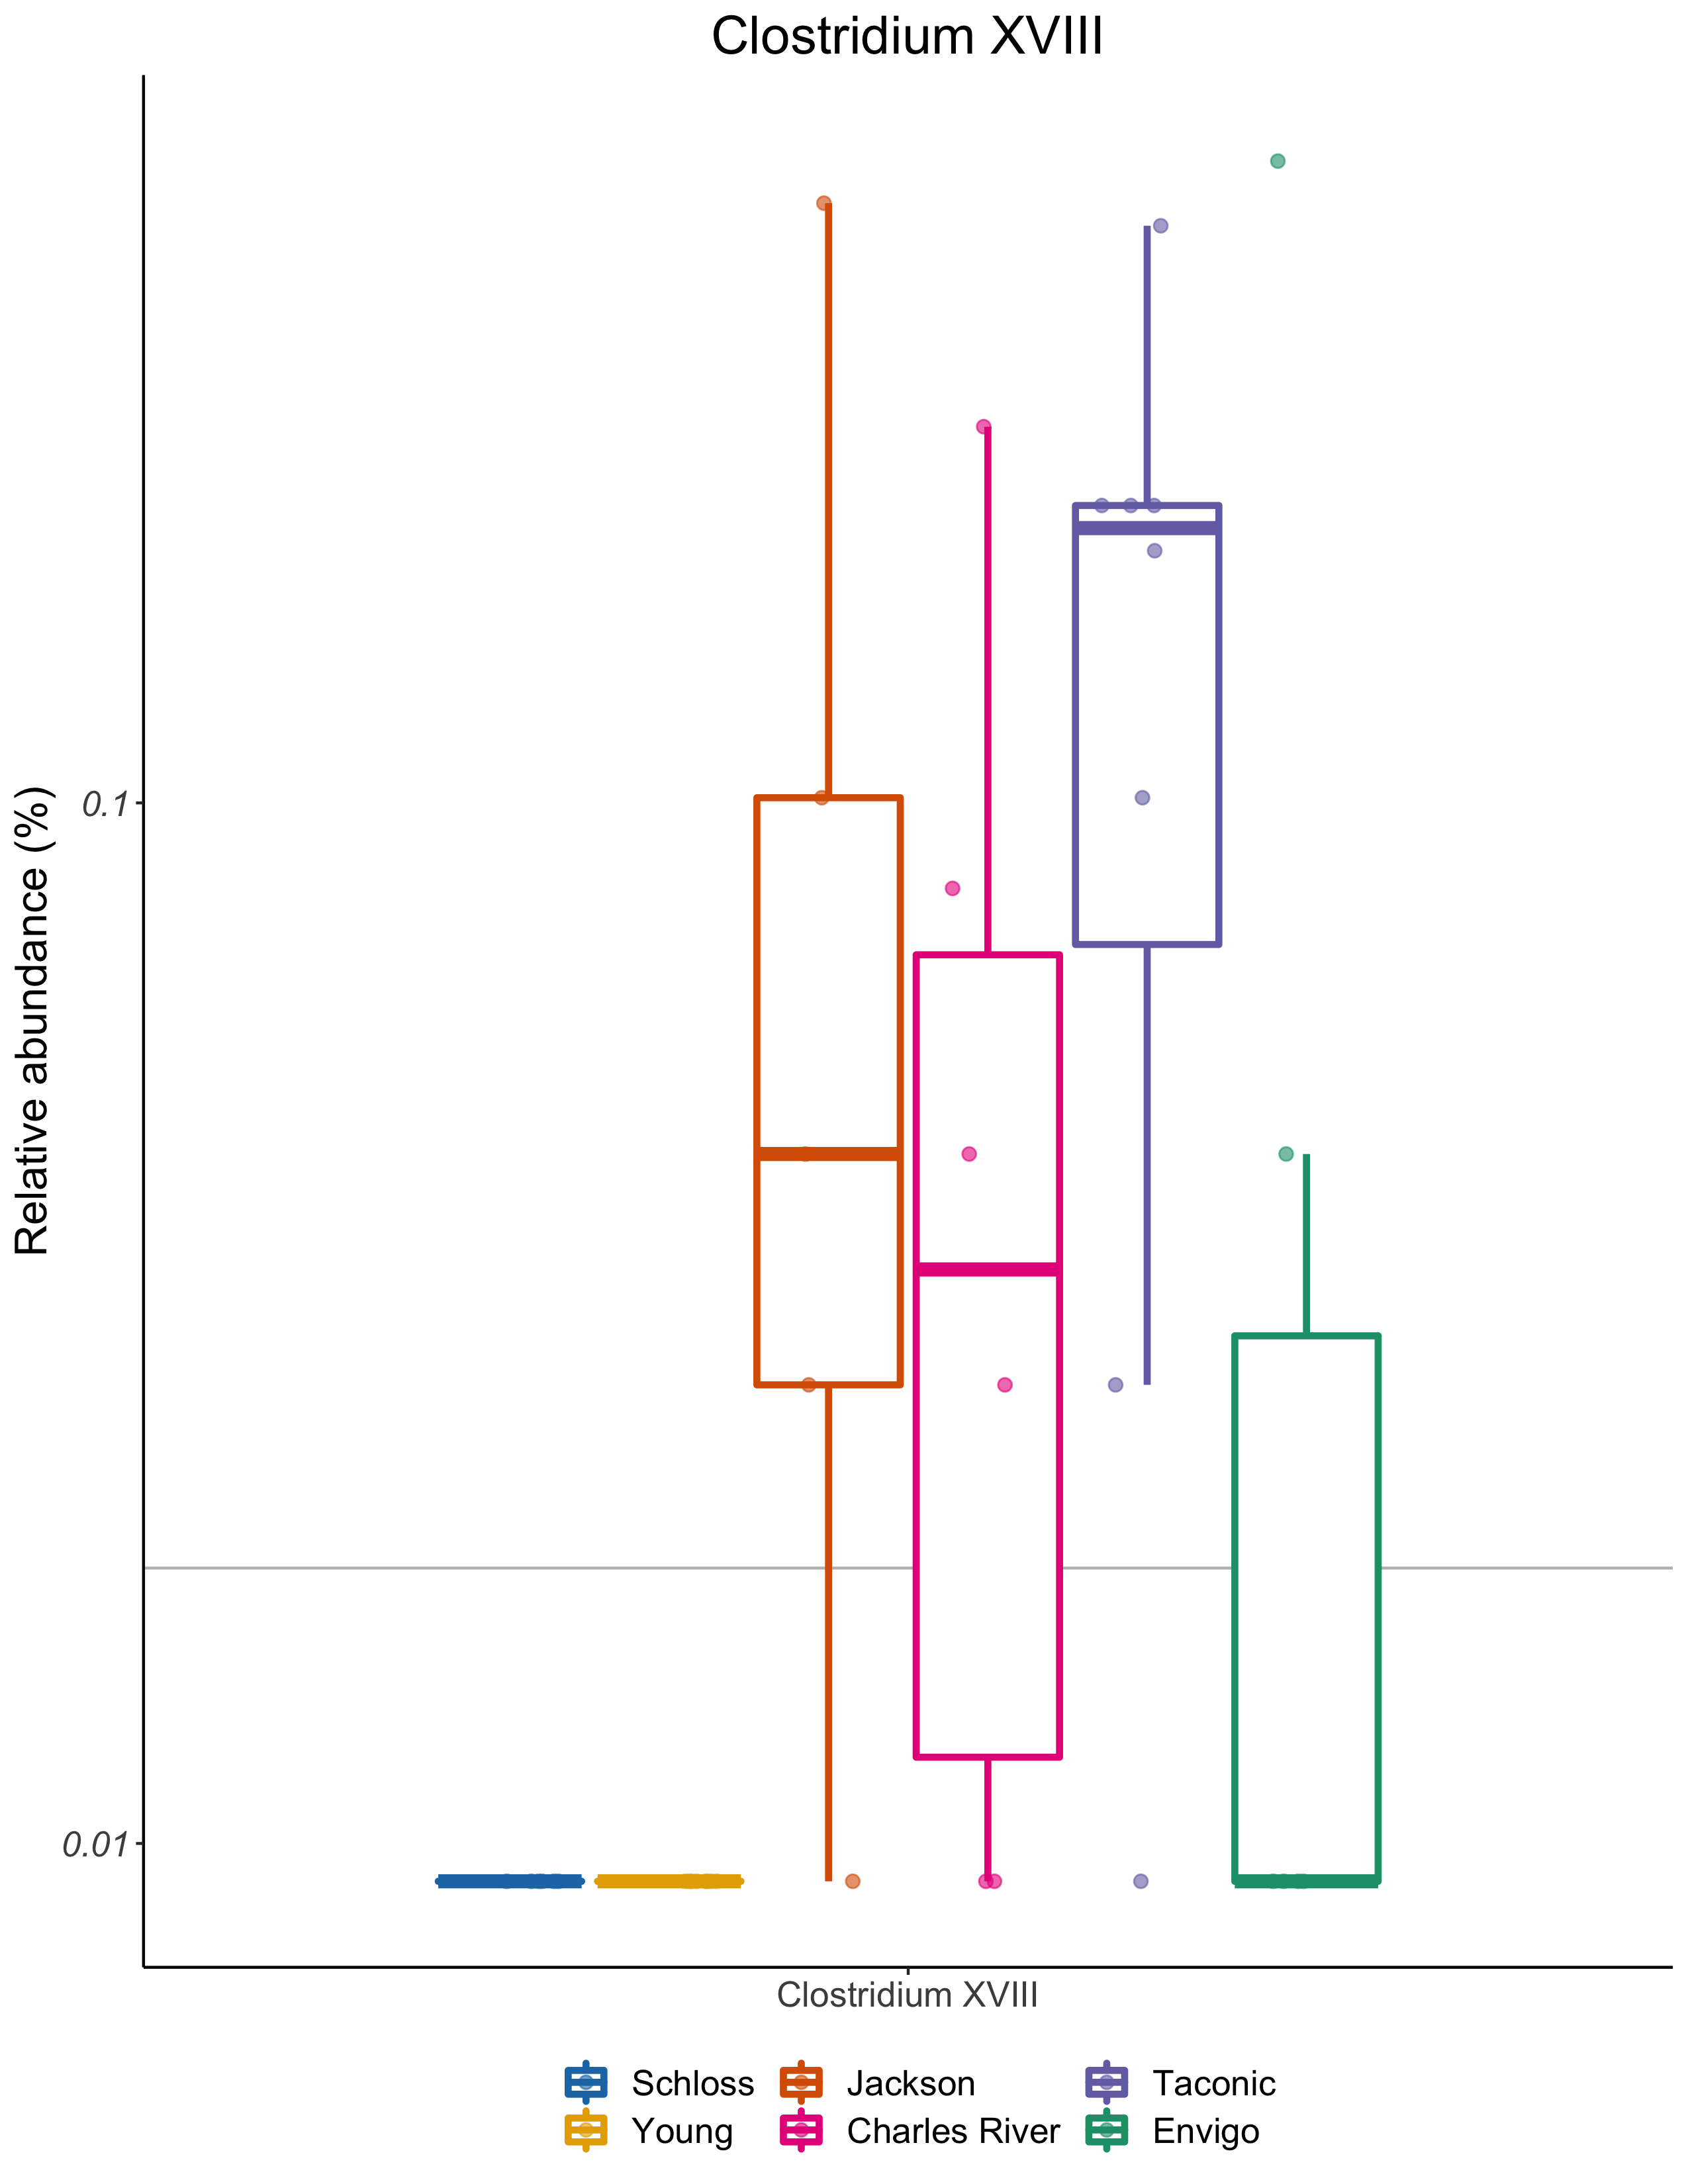 Clostridium XVIII
Relative abundance (%)
0.1
0.01
Clostridium XVIII
Schloss Jackson Taconic
Young Charles River Envigo